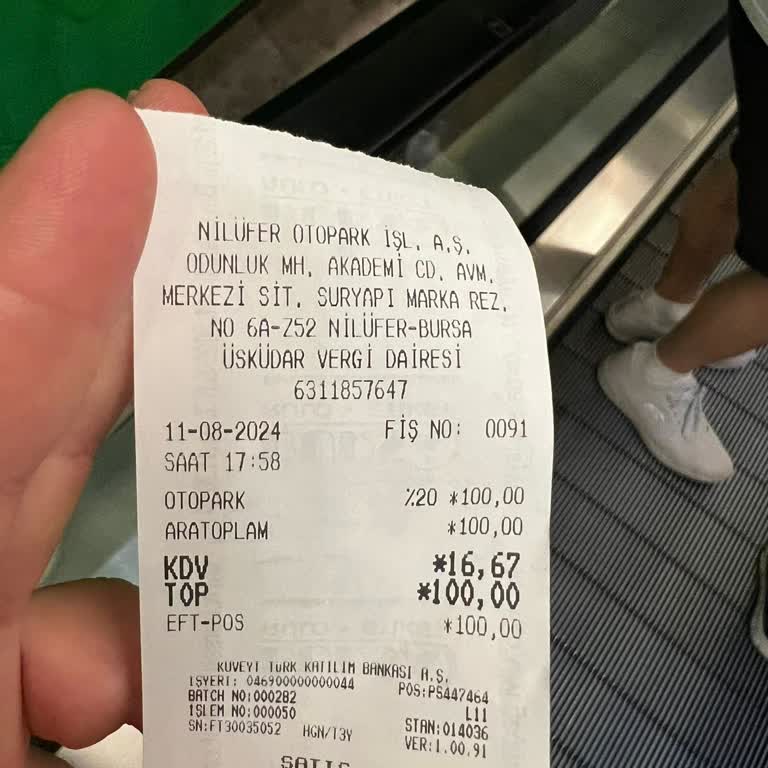 NİLÜFER OTOPARK İŞL. A.Ş.
ODUNLUK MH. AKADEMİ CD. AVM.
MERKEZİ SİT. SURYAPI MARKA REZ.
NO 6A-Z52 NİLÜFER-BURSA
ÜSKÜDAR VERGİ DAİRESİ
6311857647
11-08-2024 FİŞ NO: 0091
SAAT 17:58
OTOPARK %20 *100,00
ARATOPLAM *100,00
KDV *16,67
TOP *100,00
EFT-POS *100,00
KUVEYT TüRK KATILIM BANKASI A.Ş.
İŞYERİ: 046900000000044 POS:PS447464
BATCH NO:000282 L11
İŞLEM NO:000050 STAN:014036
SN:FT30035052 HGN/T3Y VER:1.00.91
SATIŞ